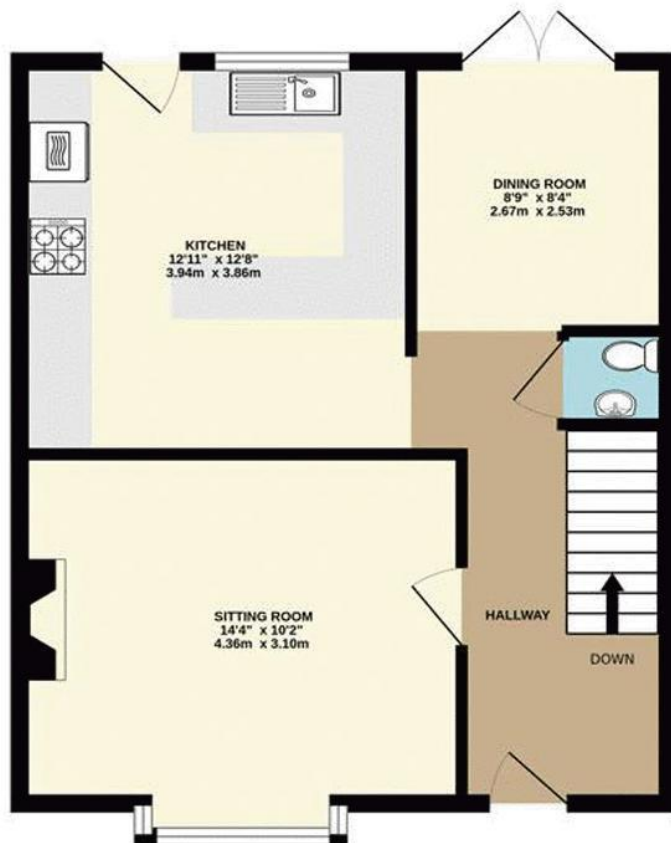 KITCHEN
12'11" x 12'8"
3.94m x 3.86m
DINING ROOM
8'9" x 8'4"
2.67m x 2.53m
SITTING ROOM
14'4" x 10'2"
4.36m x 3.10m
HALLWAY
DOWN